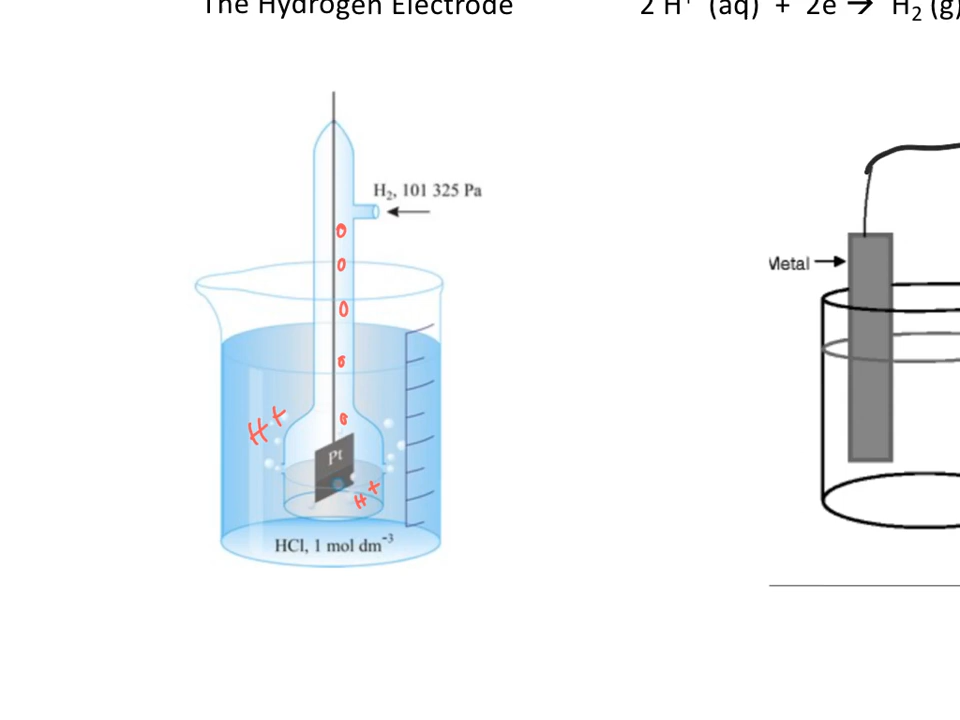 The Hydrogen Electrode
2 H⁺ (aq) + 2e → H₂ (g)
H₂, 101 325 Pa
Metal
H+
Pt
H+
HCl, 1 mol dm⁻³